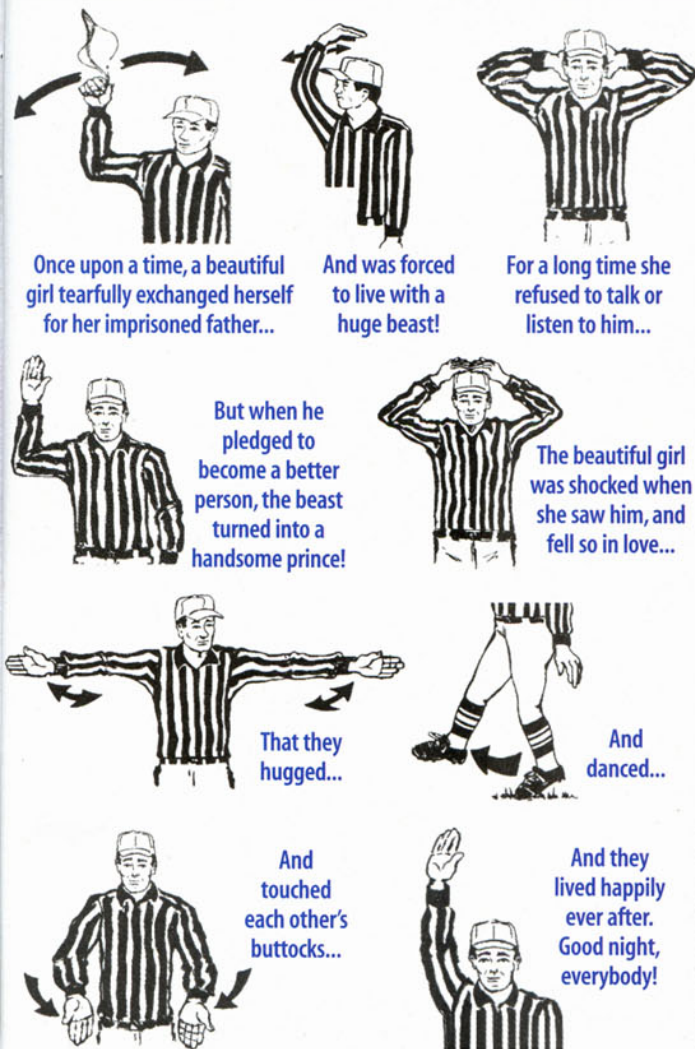 Once upon a time, a beautiful
girl tearfully exchanged herself
for her imprisoned father...
And was forced
to live with a
huge beast!
For a long time she
refused to talk or
listen to him...
But when he
pledged to
become a better
person, the beast
turned into a
handsome prince!
The beautiful girl
was shocked when
she saw him, and
fell so in love...
That they
hugged...
And
danced...
And
touched
each other's
buttocks...
And they
lived happily
ever after.
Good night,
everybody!